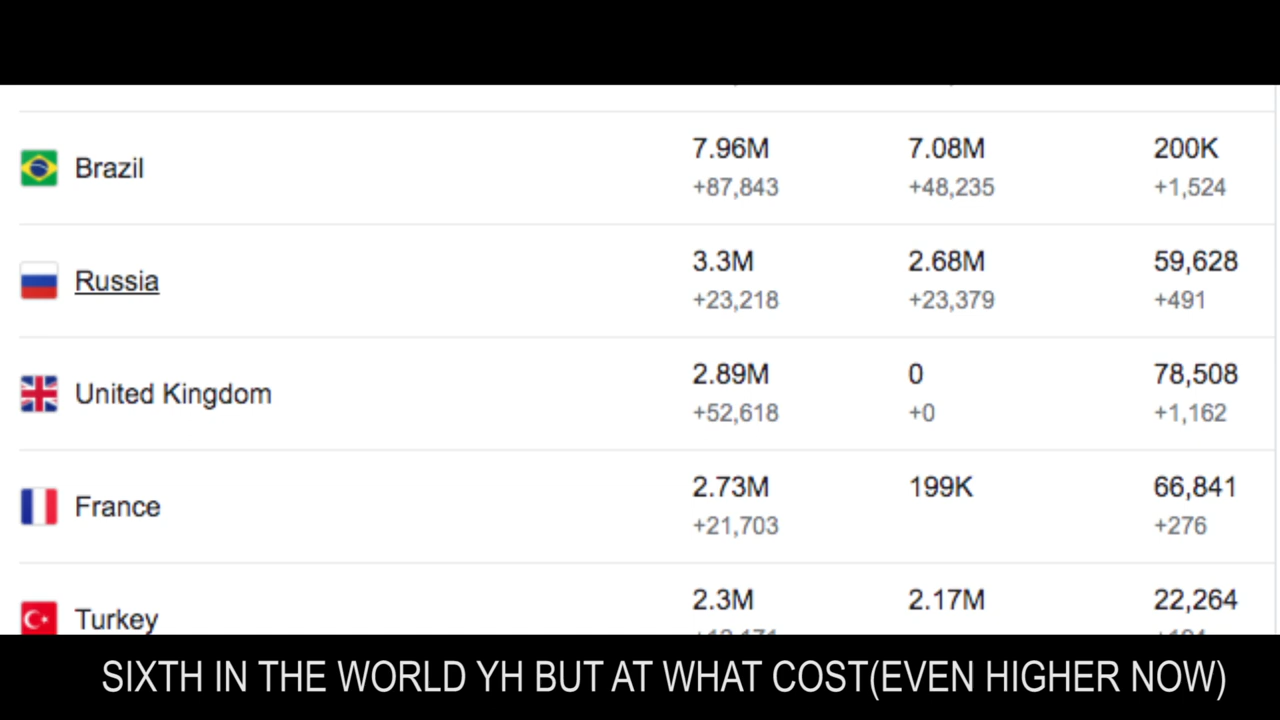 Brazil 7.96M 7.08M 200K
+87,843 +48,235 +1,524
Russia 3.3M 2.68M 59,628
+23,218 +23,379 +491
United Kingdom 2.89M 0 78,508
+52,618 +0 +1,162
France 2.73M 199K 66,841
+21,703 +276
Turkey 2.3M 2.17M 22,264
SIXTH IN THE WORLD YH BUT AT WHAT COST(EVEN HIGHER NOW)